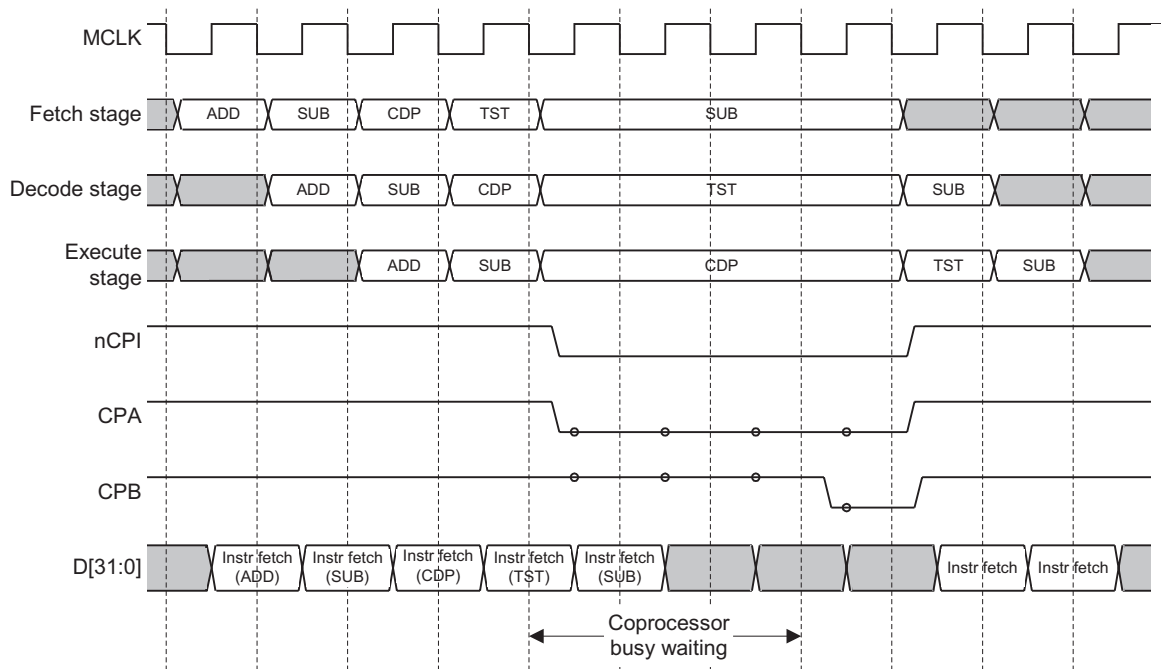 MCLK
Fetch stage
ADD
SUB
CDP
TST
SUB
Decode stage
ADD
SUB
CDP
TST
SUB
Execute
stage
ADD
SUB
CDP
TST
SUB
nCPI
CPA
CPB
D[31:0]
Instr fetch
(ADD)
Instr fetch
(SUB)
Instr fetch
(CDP)
Instr fetch
(TST)
Instr fetch
(SUB)
Instr fetch
Instr fetch
Coprocessor
busy waiting